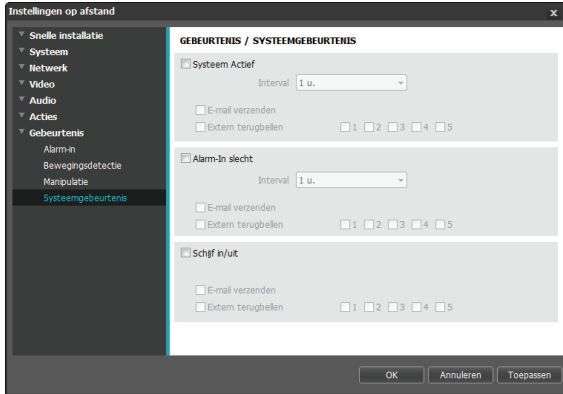 Instellingen op afstand x
Snelle installatie
Systeem
Netwerk
Video
Audio
Acties
Gebeurtenis
Alarm-in
Bewegingsdetectie
Manipulatie
Systeemgebeurtenis
GEBEURTENIS / SYSTEEMGEBEURTENIS
Systeem Actief
Interval 1 u.
E-mail verzenden
Extern terugbellen 1 2 3 4 5
Alarm-In slecht
Interval 1 u.
E-mail verzenden
Extern terugbellen 1 2 3 4 5
Schijf in/uit
E-mail verzenden
Extern terugbellen 1 2 3 4 5
OK Annuleren Toepassen